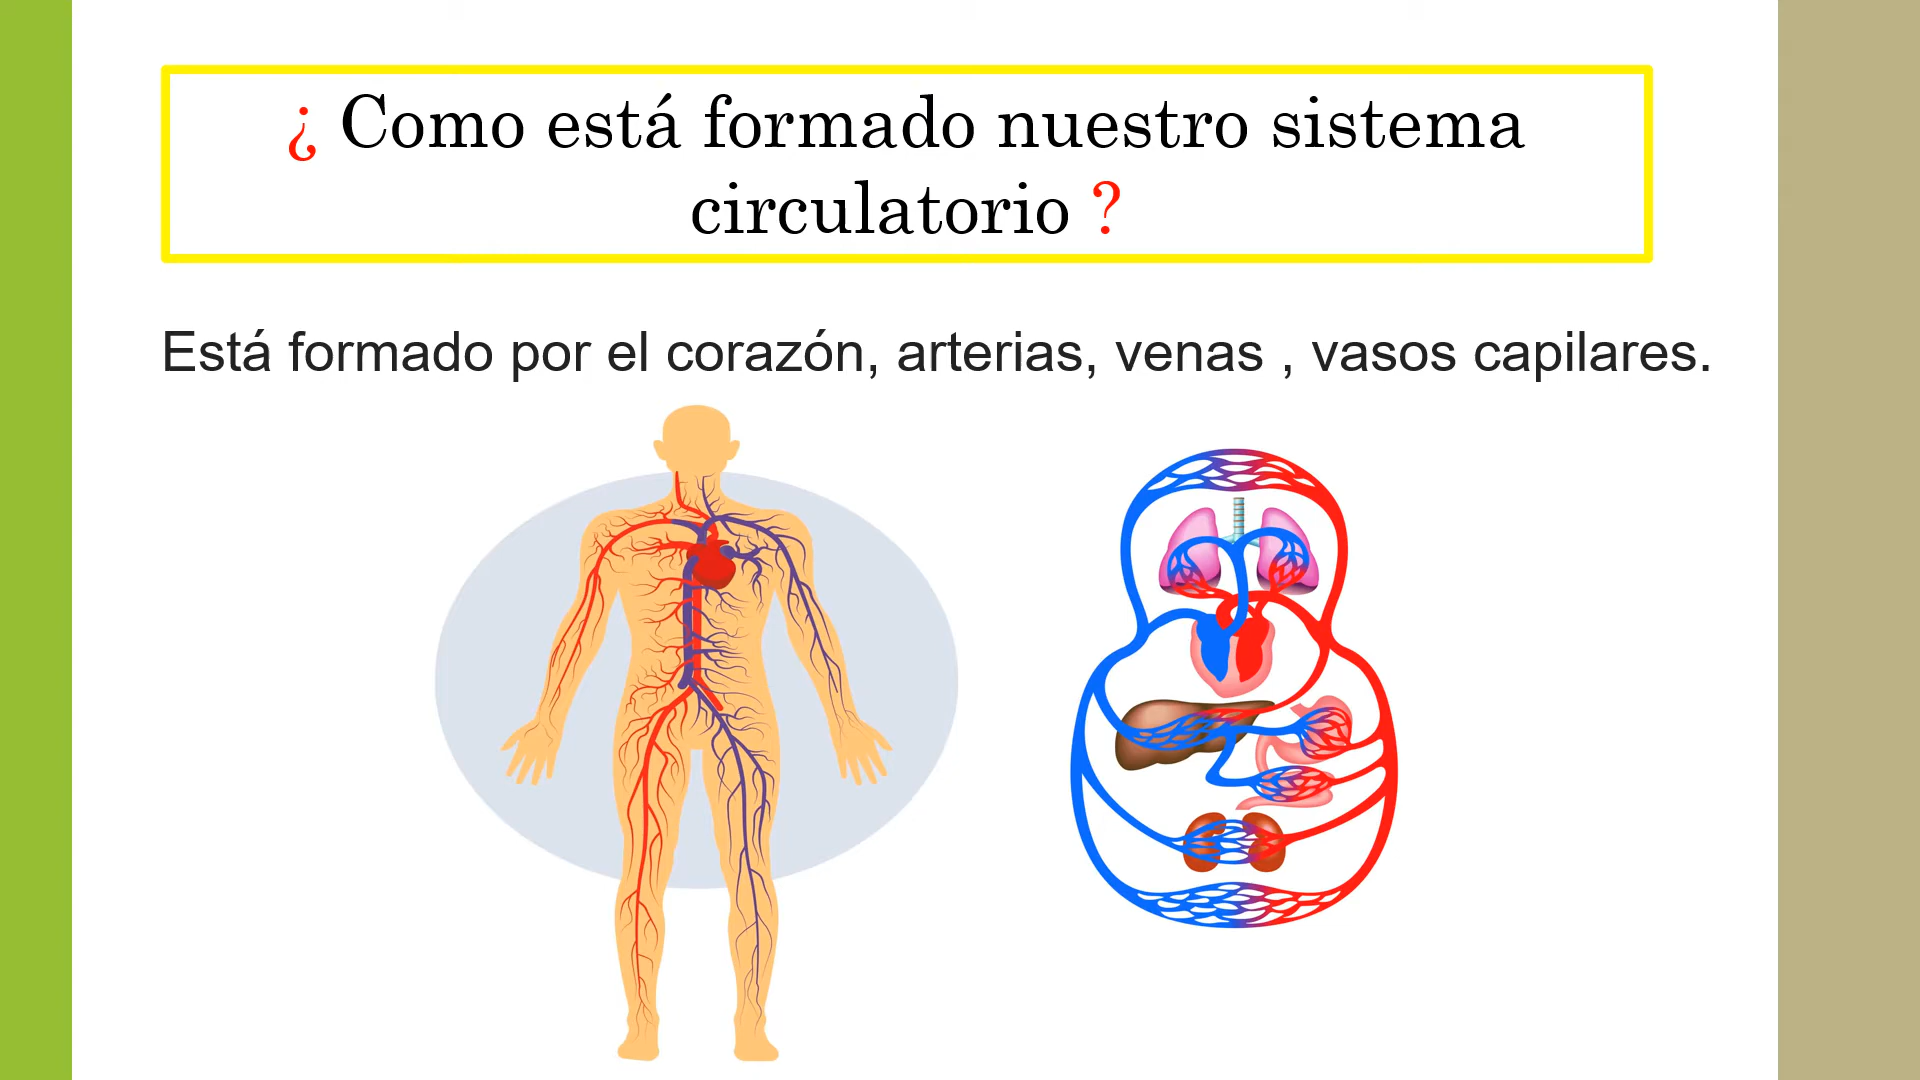 ¿ Como está formado nuestro sistema
circulatorio ?
Está formado por el corazón, arterias, venas , vasos capilares.